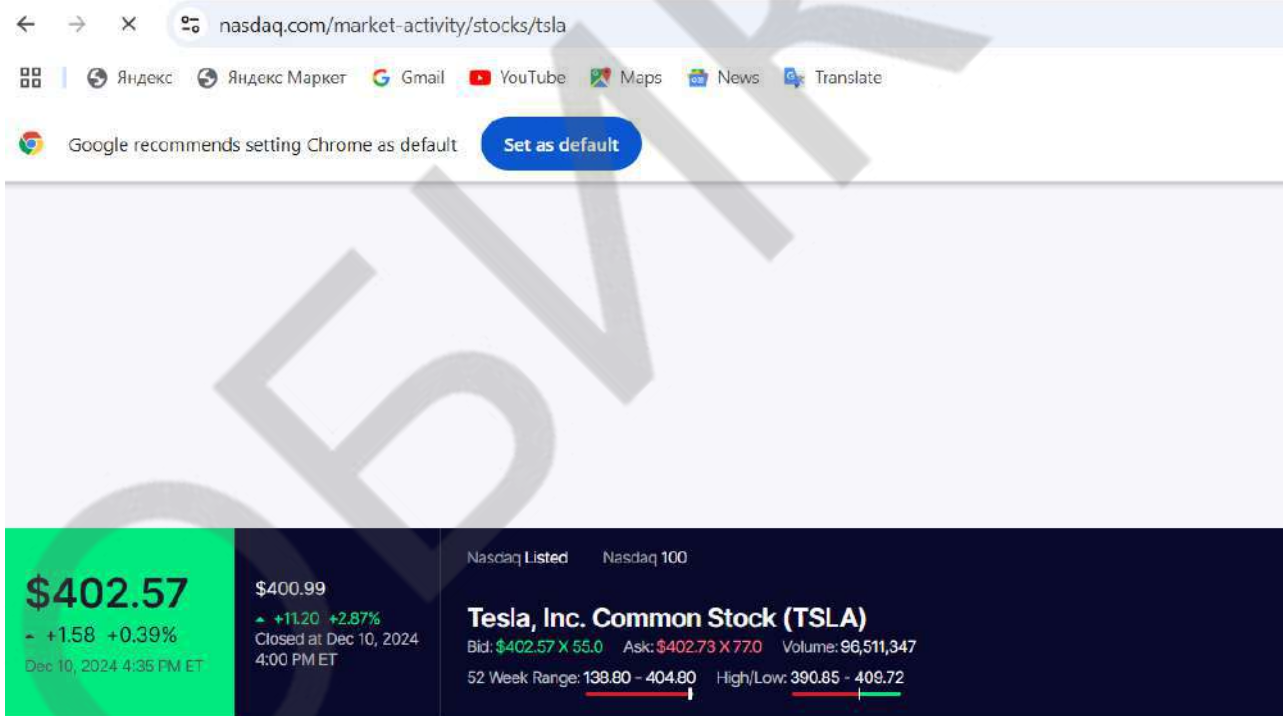 nasdaq.com/market-activity/stocks/tsla
Яндекс Яндекс Маркет Gmail YouTube Maps News Translate
Google recommends setting Chrome as default Set as default
ОБИК
$402.57
+1.58 +0.39%
Dec 10, 2024 4:35 PM ET
$400.99
+11.20 +2.87%
Closed at Dec 10, 2024
4:00 PM ET
Nasdaq Listed Nasdaq 100
Tesla, Inc. Common Stock (TSLA)
Bid: $402.57 X 55.0 Ask: $402.73 X 77.0 Volume: 96,511,347
52 Week Range: 138.80 - 404.80 High/Low: 390.85 - 409.72